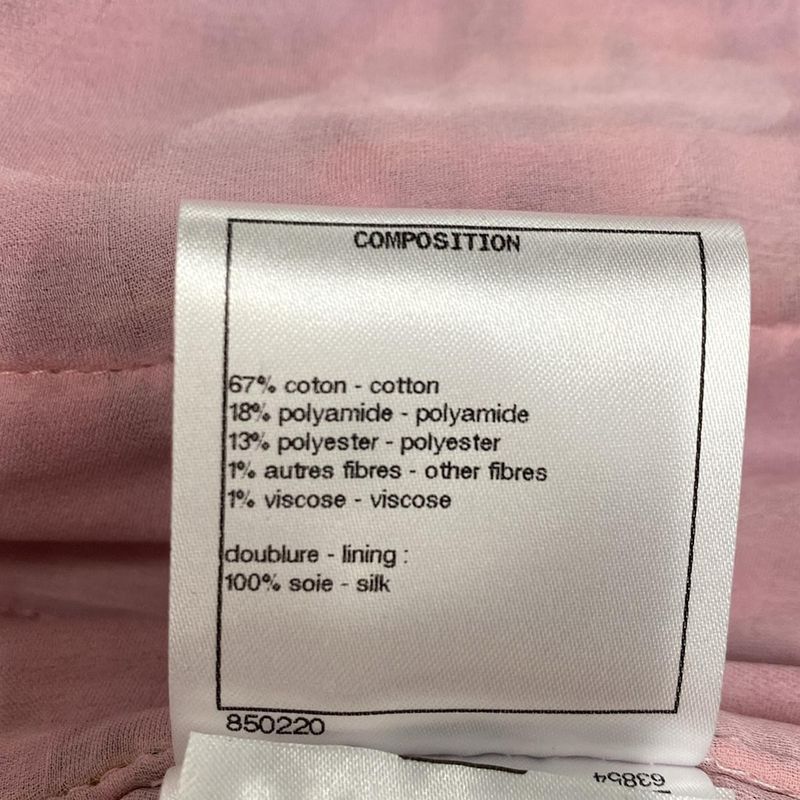 COMPOSITION
67% coton - cotton
18% polyamide - polyamide
13% polyester - polyester
1% autres fibres - other fibres
1% viscose - viscose
doublure - lining :
100% soie - silk
850220
63854